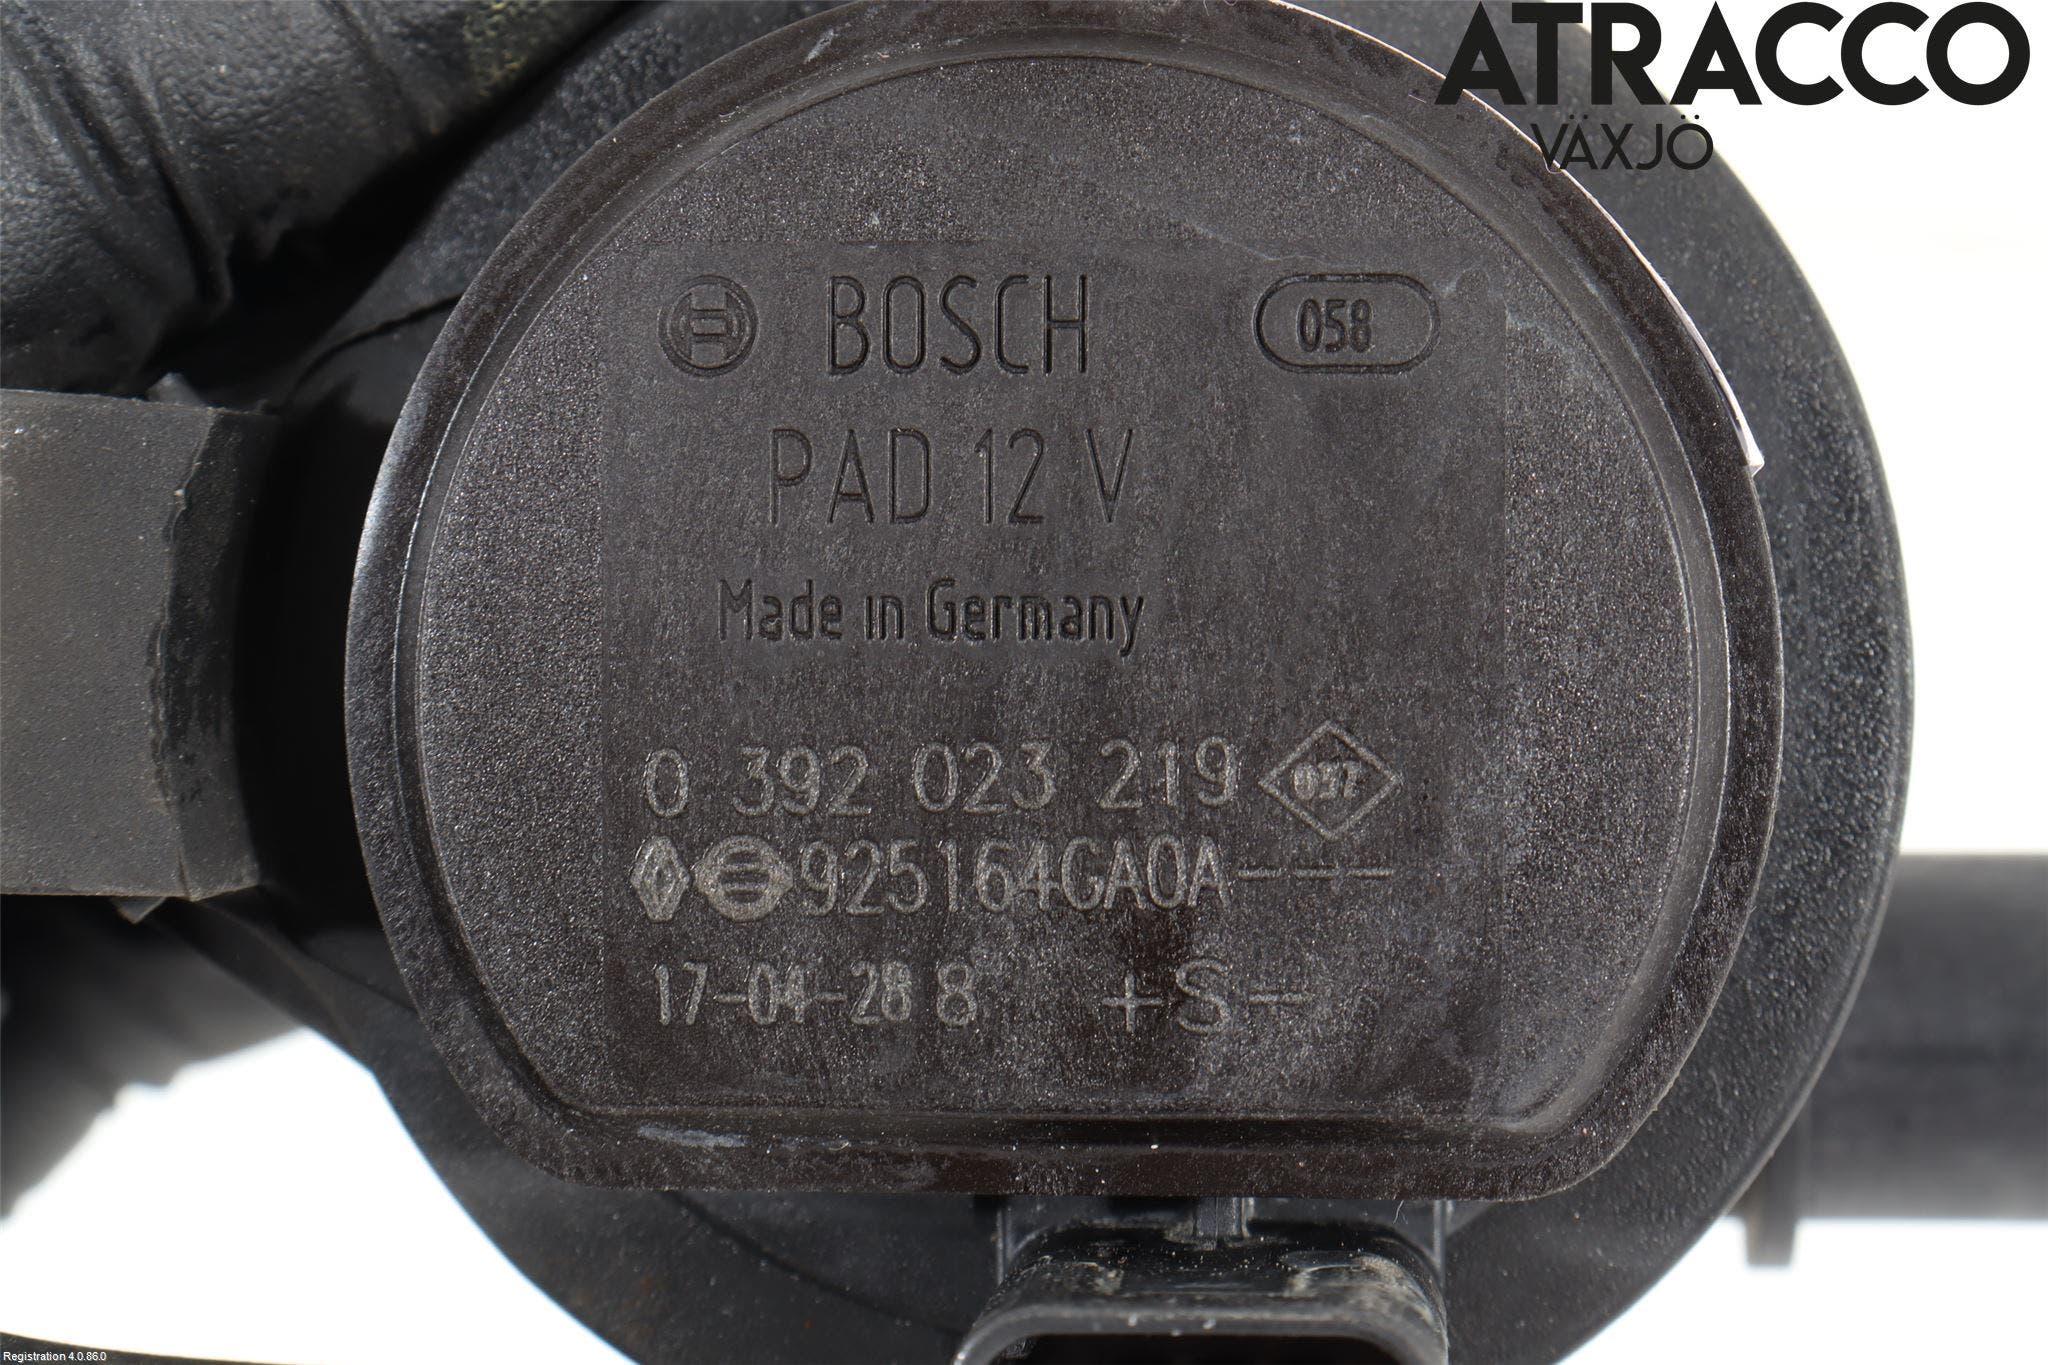 ATRACCO
VÄXJÖ
BOSCH 058
PAD 12 V
Made in Germany
0 392 023 219
925164GA0A---
17-04-28 8 +S-
Registration 4.0.86.0